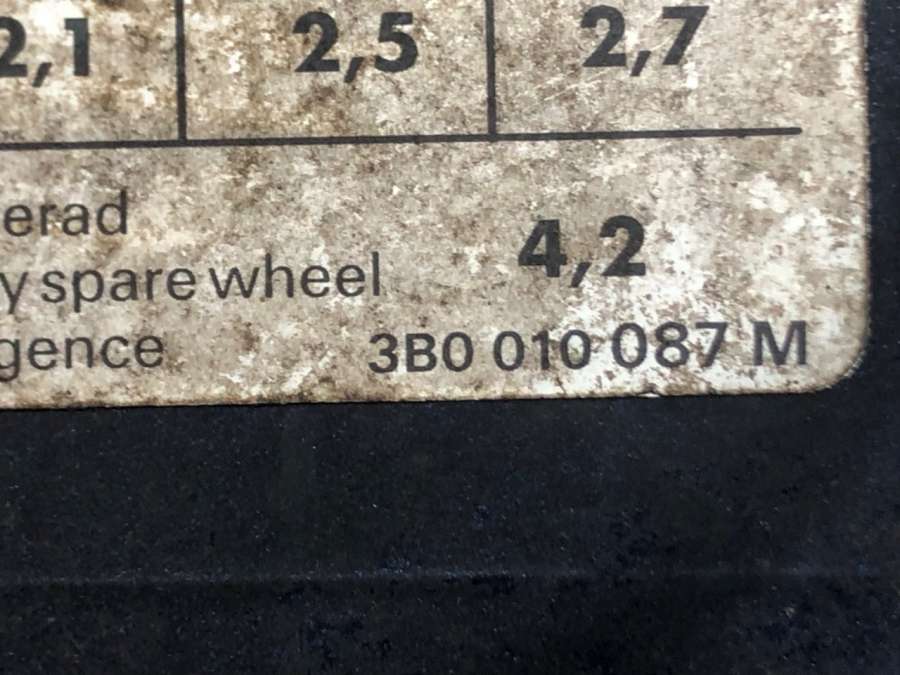 2,1 2,5 2,7
erad
y spare wheel 4,2
gence 3B0 010 087 M